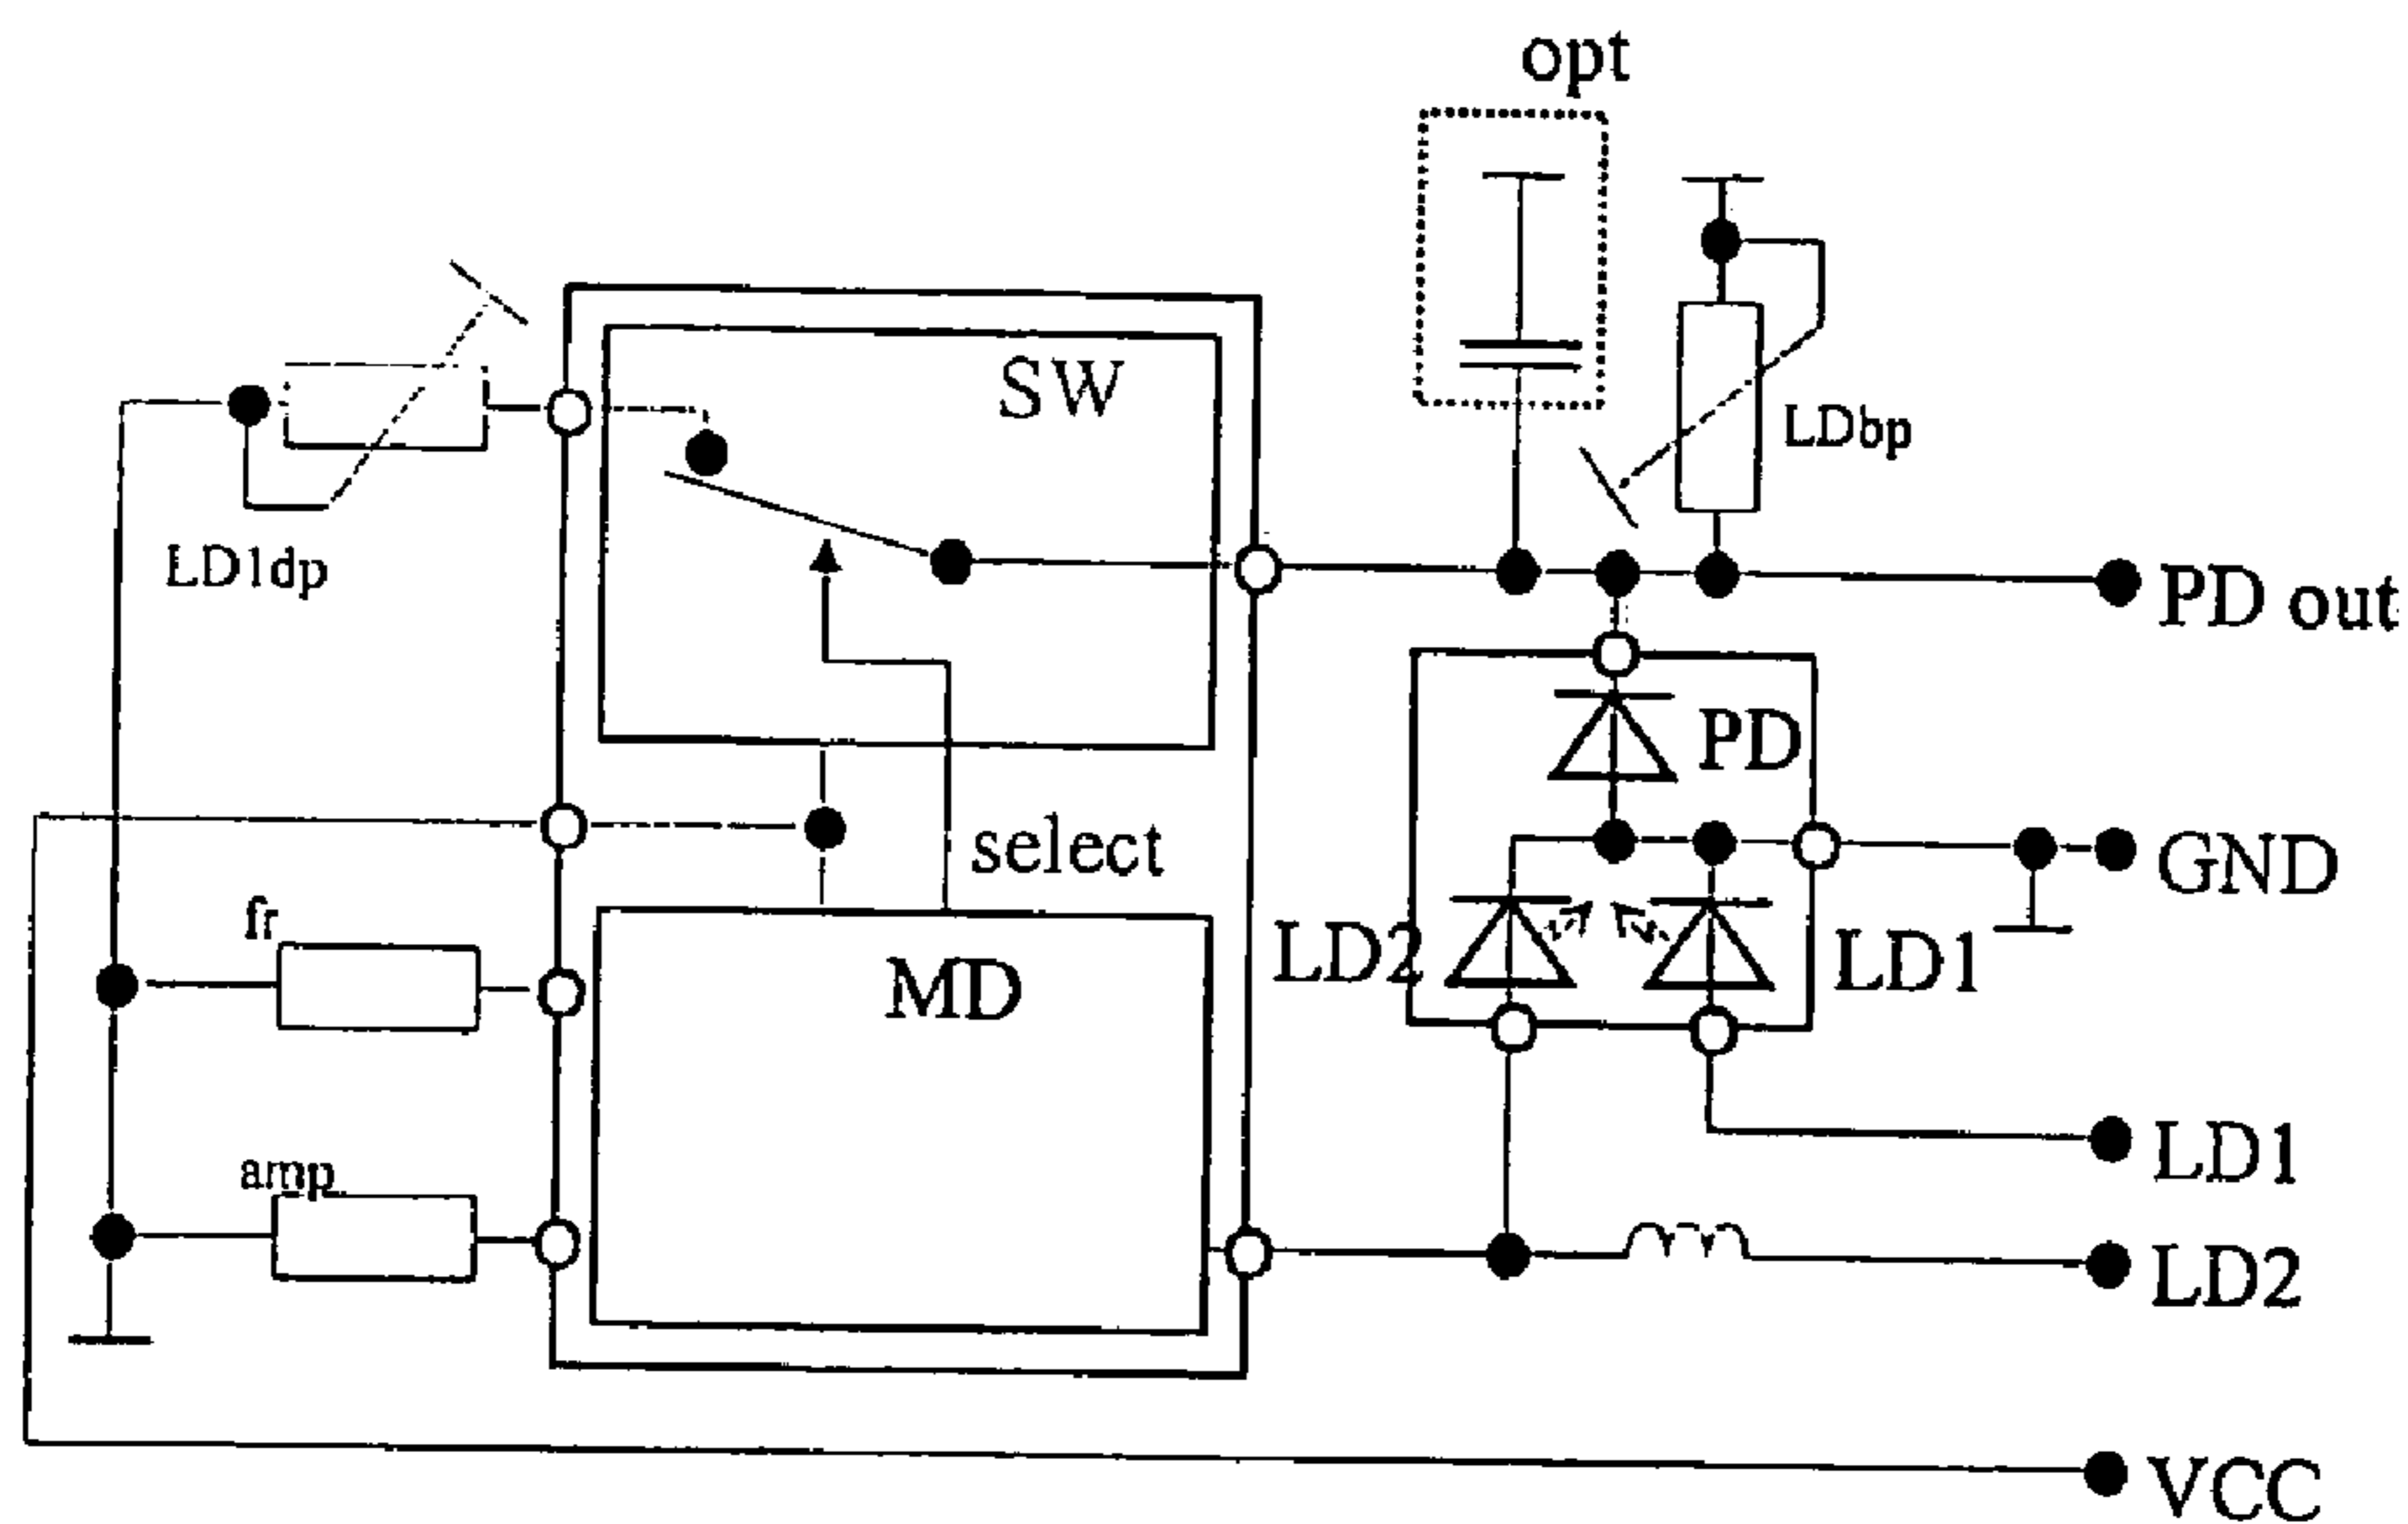 opt
SW
LDbp
LD1dp
PD out
PD
select
GND
fr
LD2
LD1
MD
LD1
amp
LD2
VCC